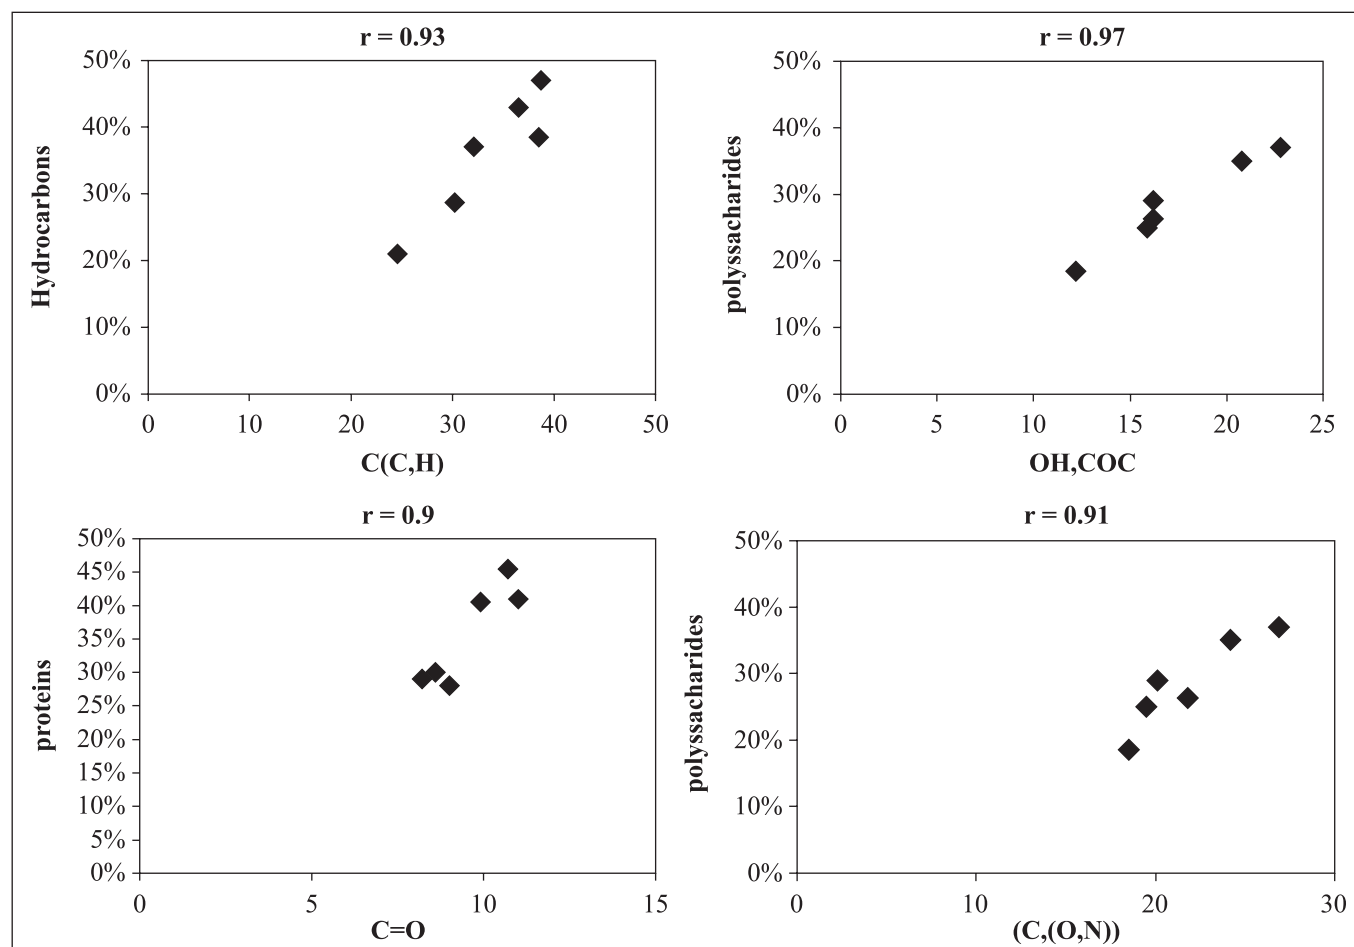 r = 0.93
50%
40%
30%
20%
10%
0%
Hydrocarbons
0 10 20 30 40 50
C(C,H)
r = 0.97
50%
40%
30%
20%
10%
0%
polyssacharides
0 5 10 15 20 25
OH,COC
r = 0.9
50%
45%
40%
35%
30%
25%
20%
15%
10%
5%
0%
proteins
0 5 10 15
C=O
r = 0.91
50%
40%
30%
20%
10%
0%
polyssacharides
0 10 20 30
(C,(O,N))